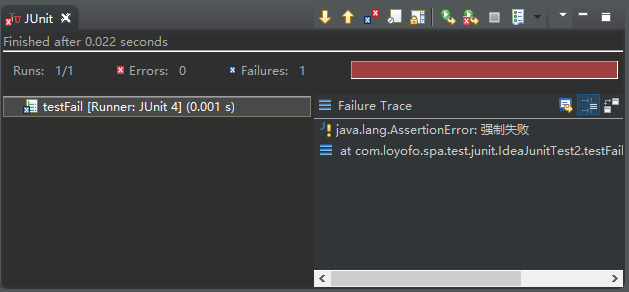 JUnit
Finished after 0.022 seconds
Runs: 1/1 Errors: 0 Failures: 1
testFail [Runner: JUnit 4] (0.001 s)
Failure Trace
java.lang.AssertionError: 强制失败
at com.loyofo.spa.test.junit.IdeaJunitTest2.testFail